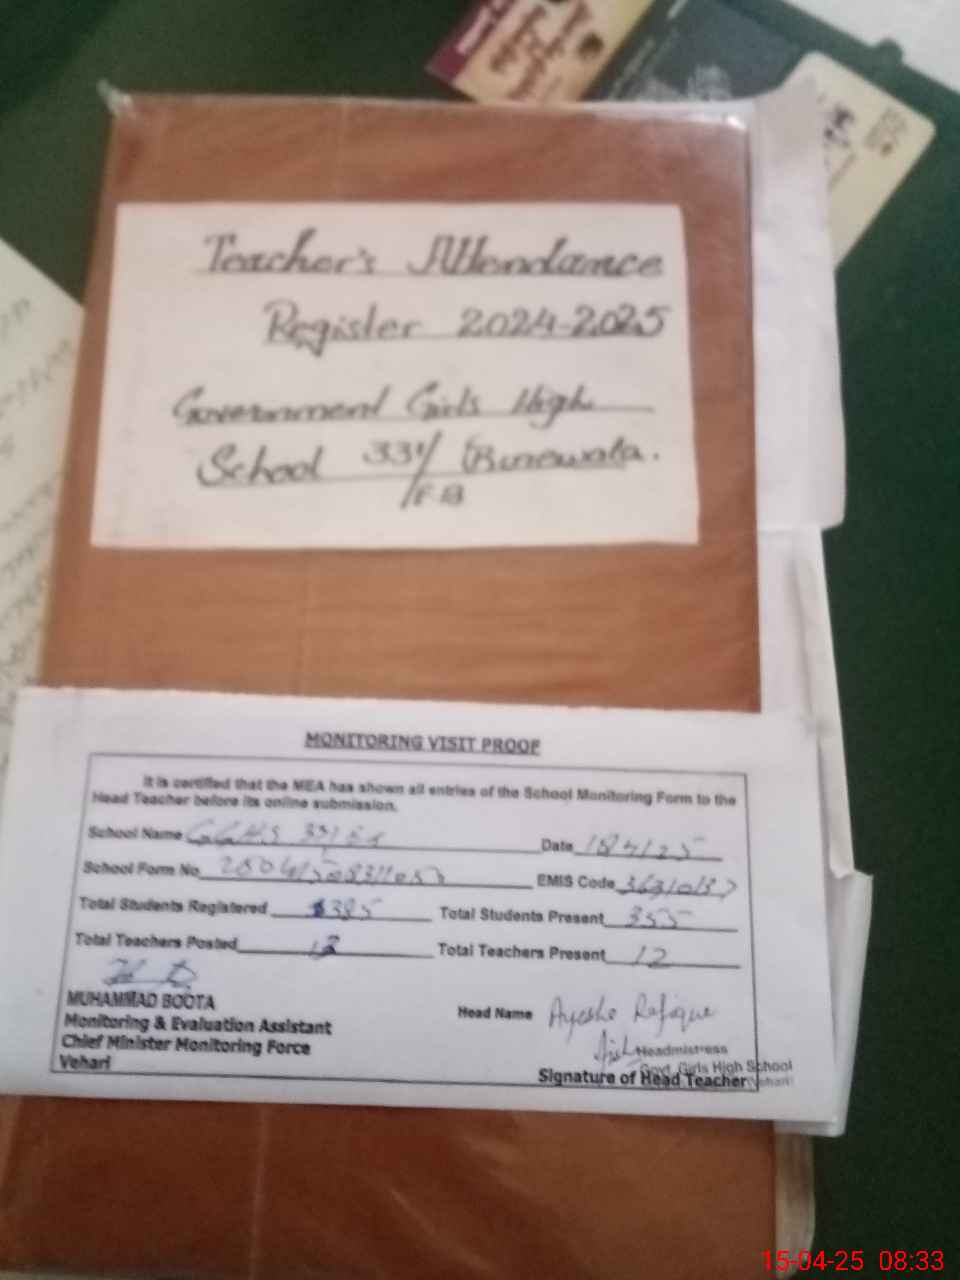 Teacher's Attendance
Register 2024-2025
Government Girls High
School 331/ Burewala.
E.B
MONITORING VISIT PROOF
It is certified that the MEA has shown all entries of the School Monitoring Form to the
Head Teacher before its online submission.
School Name GGHS 331 EB
Date
School Form No
EMIS Code
Total Students Registered 385
Total Students Present 355
Total Teachers Posted 12
Total Teachers Present 12
MUHAMMAD BOOTA
Monitoring & Evaluation Assistant
Chief Minister Monitoring Force
Vehari
Head Name Ayesha Rafique
Headmistress
Govt. Girls High School
Signature of Head Teacher
15-04-25 08:33